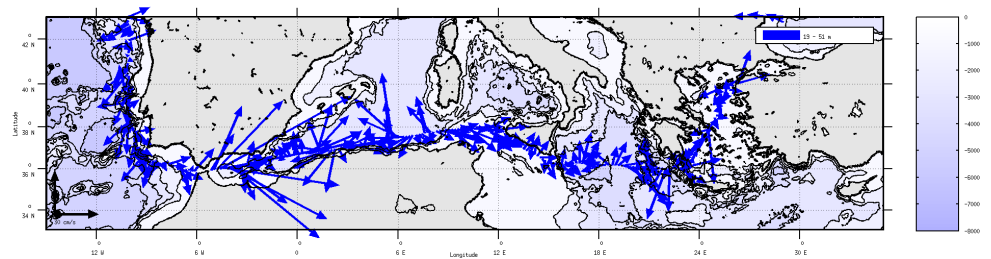 19 - 51 m
0
-1000
-2000
-3000
-4000
-5000
-6000
-7000
-8000
42 °N
40 °N
38 °N
36 °N
34 °N
Latitude
30 cm/s
12 °W
6 °W
0 °
6 °E
12 °E
18 °E
24 °E
30 °E
Longitude